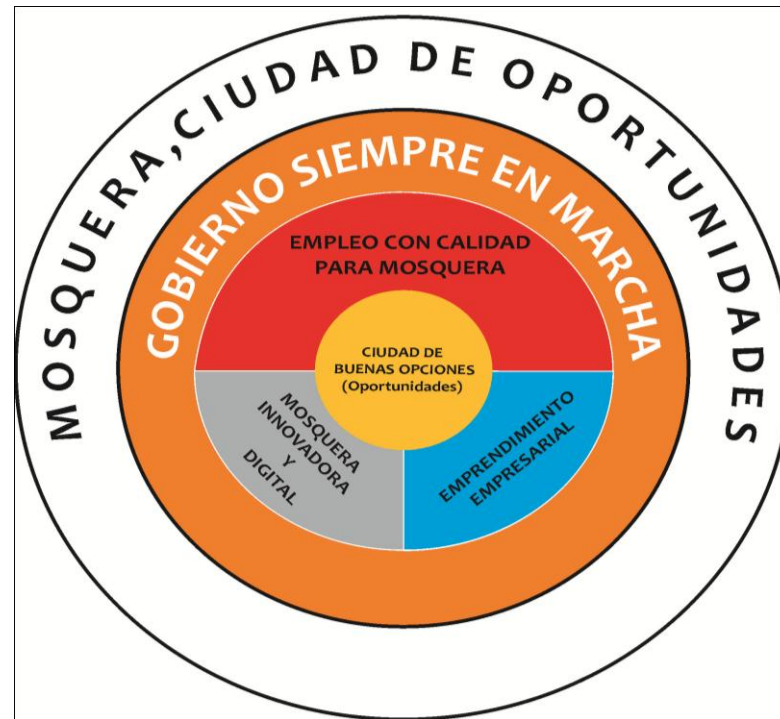 MOSQUERA,CIUDAD DE OPORTUNIDADES
GOBIERNO SIEMPRE EN MARCHA
EMPLEO CON CALIDAD
PARA MOSQUERA
CIUDAD DE
BUENAS OPCIONES
(Oportunidades)
MOSQUERA
INNOVADORA
Y
DIGITAL
EMPRENDIMIENTO
EMPRESARIAL